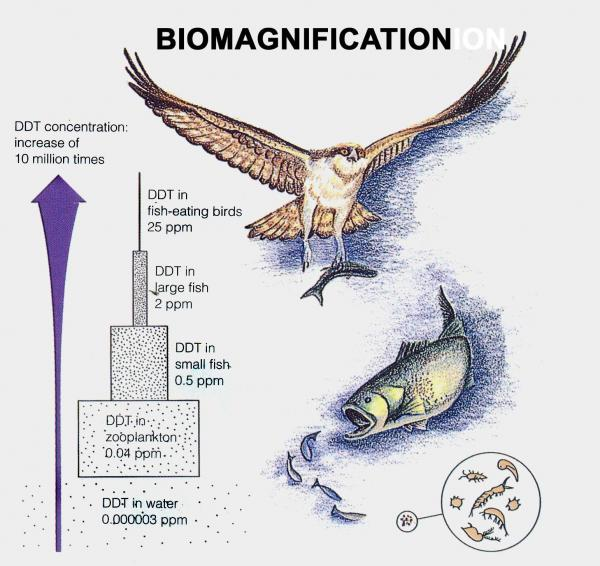 BIOMAGNIFICATIONION
DDT concentration:
increase of
10 million times
DDT in
fish-eating birds
25 ppm
DDT in
large fish
2 ppm
DDT in
small fish
0.5 ppm
DDT in
zooplankton
0.04 ppm
DDT in water
0.000003 ppm